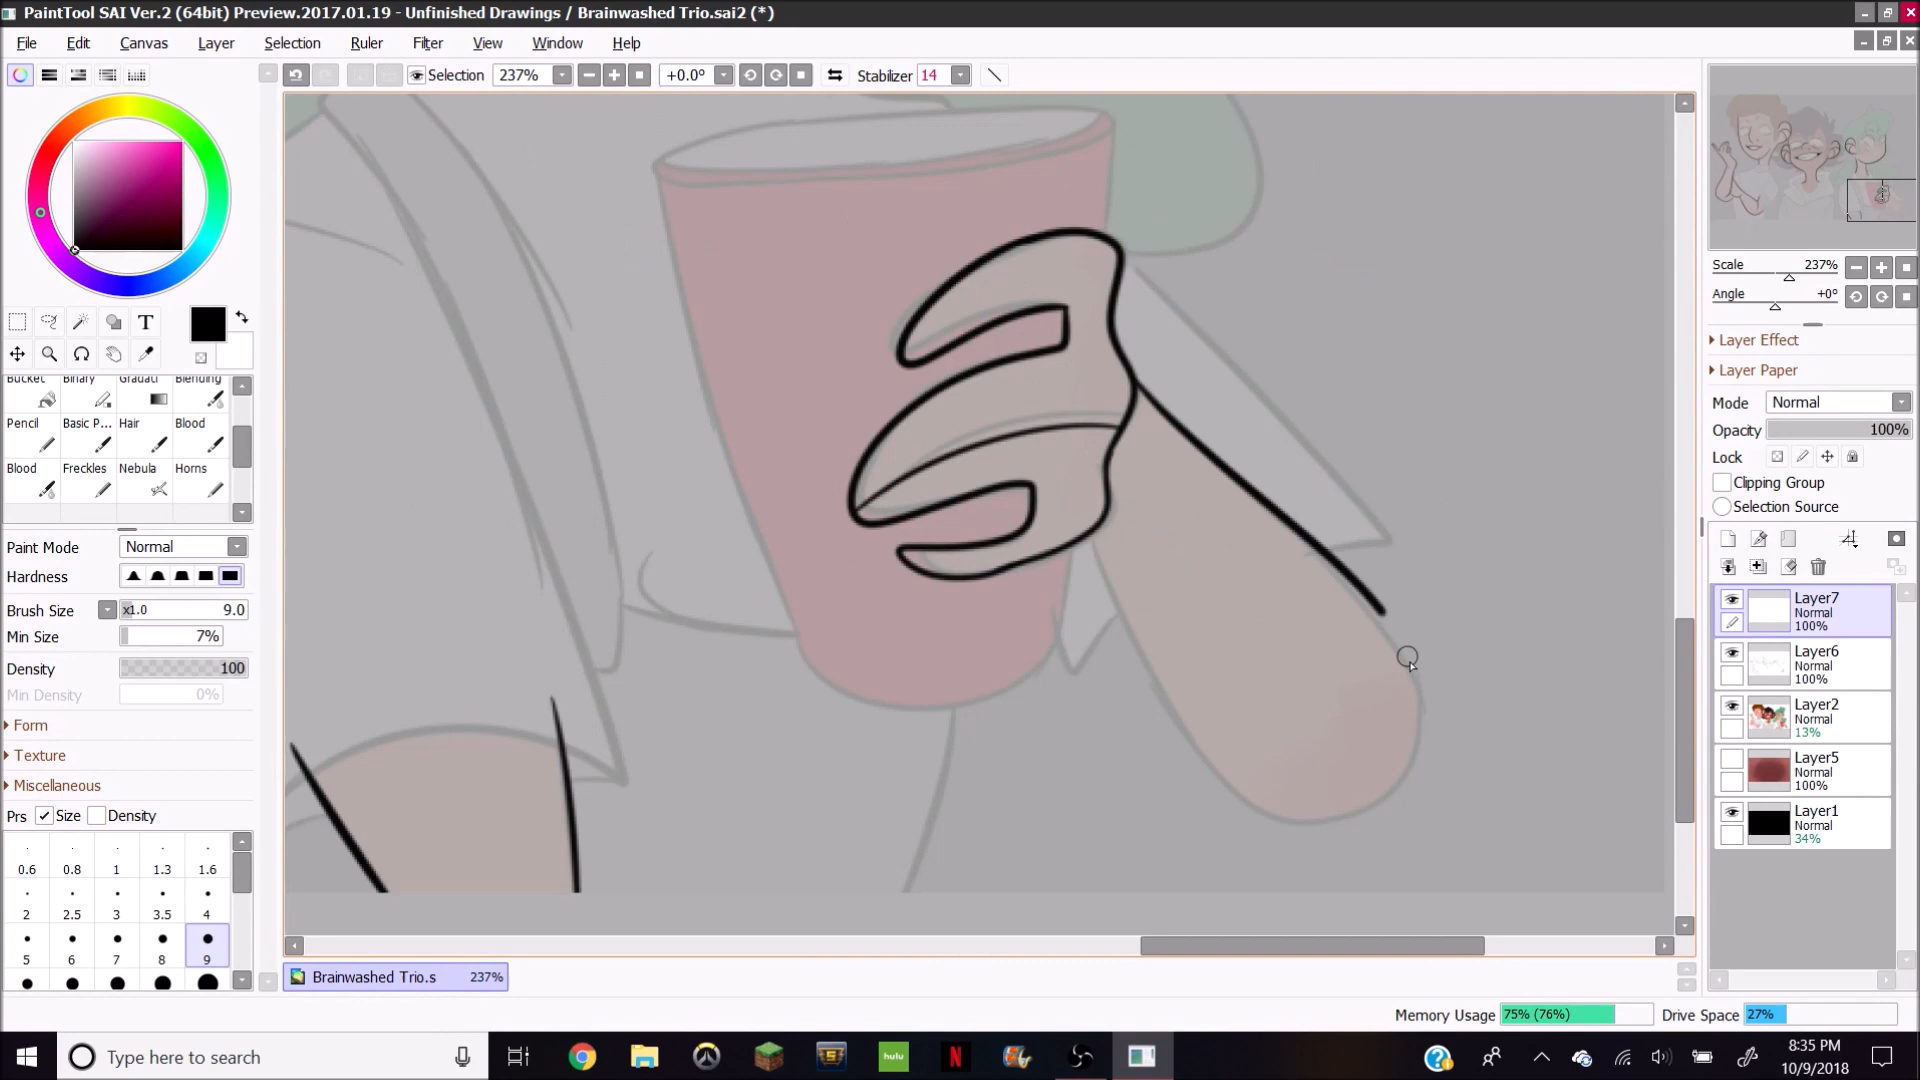 PaintTool SAI Ver.2 (64bit) Preview.2017.01.19 - Unfinished Drawings / Brainwashed Trio.sai2 (*)
File Edit Canvas Layer Selection Ruler Filter View Window Help
Selection 237% +0.0º Stabilizer 14
T
Bucket Binary Gradati Blending
Pencil Basic P... Hair Blood
Blood Freckles Nebula Horns
Paint Mode Normal
Hardness
Brush Size x1.0 9.0
Min Size 7%
Density 100
Min Density 0%
Form
Texture
Miscellaneous
Prs Size Density
0.6 0.8 1 1.3 1.6
2 2.5 3 3.5 4
5 6 7 8 9
Brainwashed Trio.s 237%
Scale 237%
Angle +0º
Layer Effect
Layer Paper
Mode Normal
Opacity 100%
Lock
Clipping Group
Selection Source
Layer7
Normal
100%
Layer6
Normal
100%
Layer2
Normal
13%
Layer5
Normal
100%
Layer1
Normal
34%
Memory Usage 75% (76%) Drive Space 27%
Type here to search
hulu
N
8:35 PM
10/9/2018